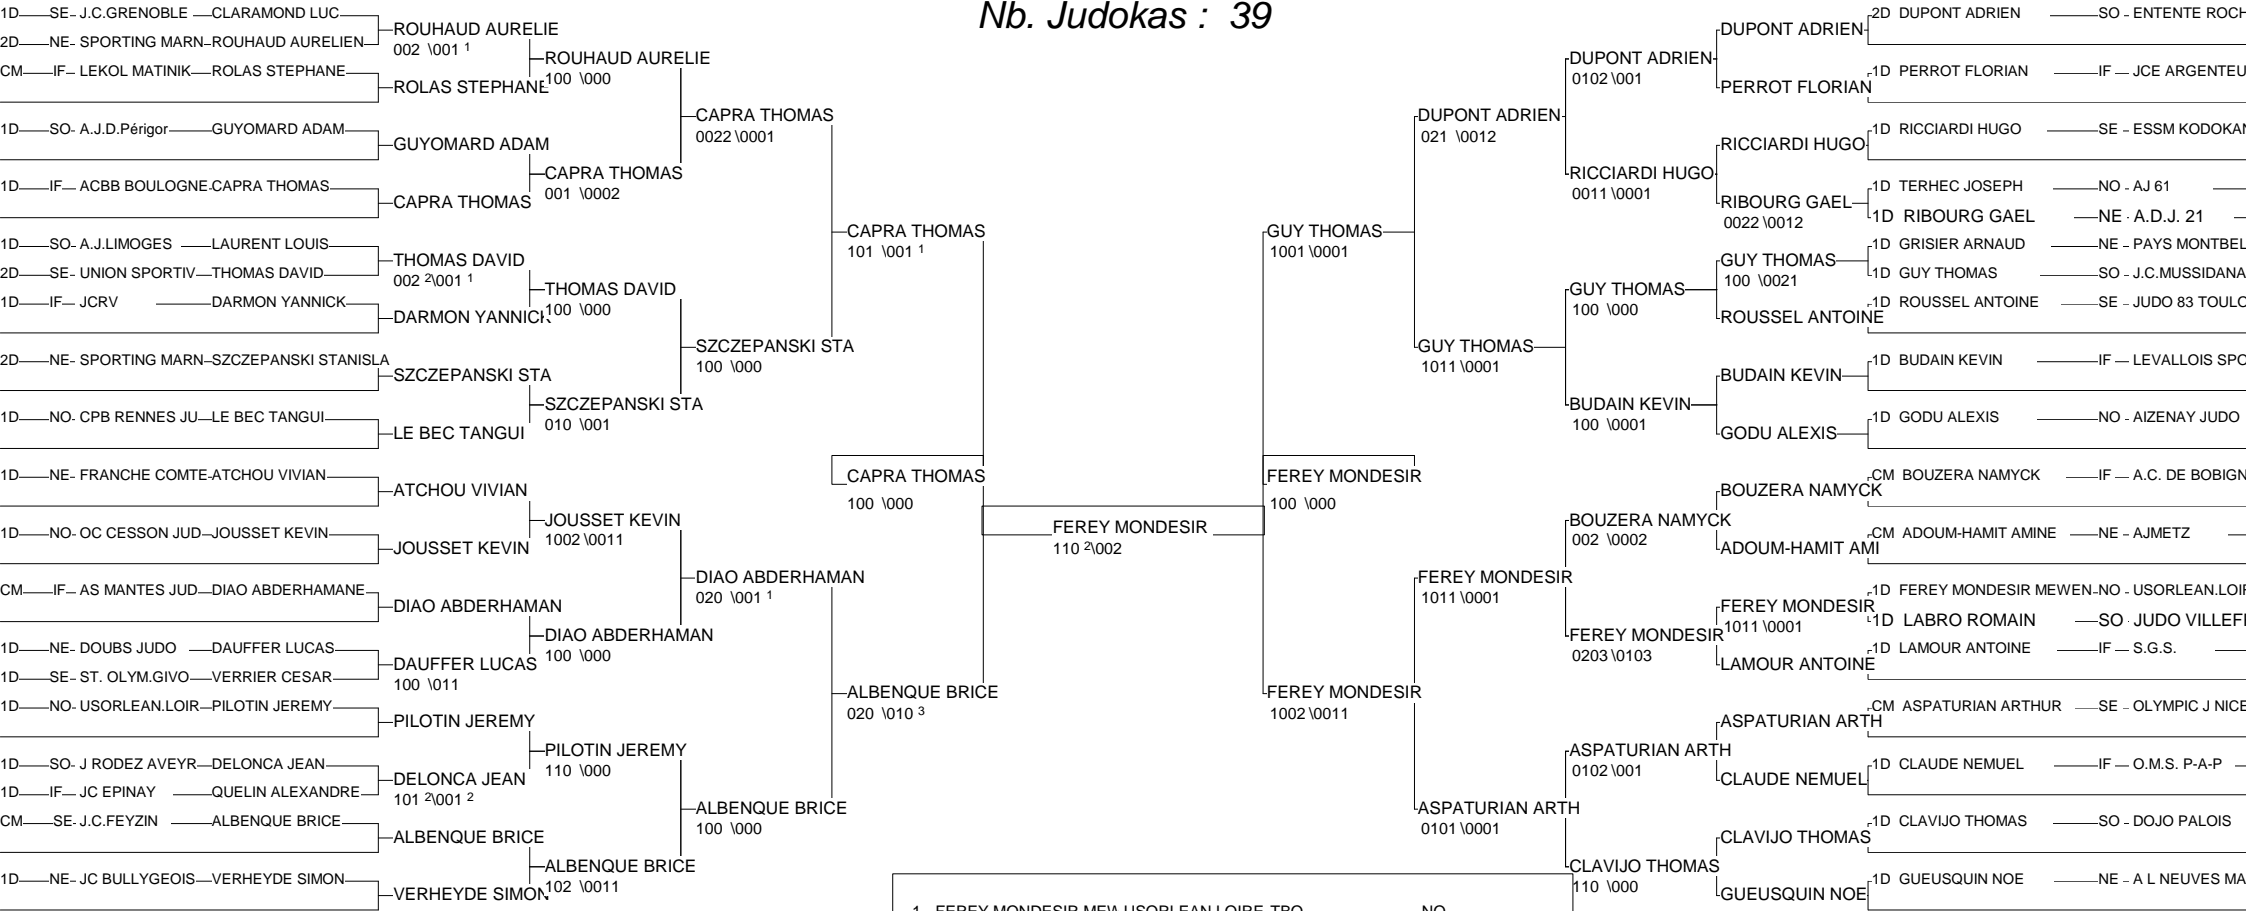 Nb. Judokas : 39
1D SE- J.C.GRENOBLE CLARAMOND LUC
2D NE- SPORTING MARN ROUHAUD AURELIEN
CM IF LEKOL MATINIK ROLAS STEPHANE
1D SO- A.J.D.Périgor GUYOMARD ADAM
1D IF ACBB BOULOGNE CAPRA THOMAS
1D SO- A.J.LIMOGES LAURENT LOUIS
2D SE- UNION SPORTIV THOMAS DAVID
1D IF JCRV DARMON YANNICK
2D NE- SPORTING MARN SZCZEPANSKI STANISLA
1D NO- CPB RENNES JU LE BEC TANGUI
1D NE- FRANCHE COMTE ATCHOU VIVIAN
1D NO- OC CESSON JUD JOUSSET KEVIN
CM IF AS MANTES JUD DIAO ABDERHAMANE
1D NE- DOUBS JUDO DAUFFER LUCAS
1D SE- ST. OLYM.GIVO VERRIER CESAR
1D NO- USORLEAN.LOIR PILOTIN JEREMY
1D SO- J RODEZ AVEYR DELONCA JEAN
1D IF JC EPINAY QUELIN ALEXANDRE
CM SE- J.C.FEYZIN ALBENQUE BRICE
1D NE- JC BULLYGEOIS VERHEYDE SIMON
ROUHAUD AURELIE
002 \001 1
ROLAS STEPHANE
GUYOMARD ADAM
CAPRA THOMAS
THOMAS DAVID
002 2\001 1
DARMON YANNICK
SZCZEPANSKI STA
LE BEC TANGUI
ATCHOU VIVIAN
JOUSSET KEVIN
DIAO ABDERHAMAN
DAUFFER LUCAS
100 \011
PILOTIN JEREMY
DELONCA JEAN
101 2\001 2
ALBENQUE BRICE
VERHEYDE SIMON
ROUHAUD AURELIE
100 \000
CAPRA THOMAS
001 \0002
THOMAS DAVID
100 \000
SZCZEPANSKI STA
010 \001
JOUSSET KEVIN
1002 \0011
DIAO ABDERHAMAN
100 \000
PILOTIN JEREMY
110 \000
ALBENQUE BRICE
102 \0011
CAPRA THOMAS
0022 \0001
SZCZEPANSKI STA
100 \000
DIAO ABDERHAMAN
020 \001 1
ALBENQUE BRICE
100 \000
CAPRA THOMAS
101 \001 1
CAPRA THOMAS
100 \000
ALBENQUE BRICE
020 \010 3
FEREY MONDESIR
110 2\002
GUY THOMAS
1001 \0001
FEREY MONDESIR
100 \000
FEREY MONDESIR
1002 \0011
DUPONT ADRIEN
021 \0012
GUY THOMAS
1011 \0001
FEREY MONDESIR
1011 \0001
ASPATURIAN ARTH
0101 \0001
DUPONT ADRIEN
0102 \001
RICCIARDI HUGO
0011 \0001
GUY THOMAS
100 \000
BUDAIN KEVIN
100 \0001
BOUZERA NAMYCK
002 \0002
FEREY MONDESIR
0203 \0103
ASPATURIAN ARTH
0102 \001
CLAVIJO THOMAS
110 \000
DUPONT ADRIEN
PERROT FLORIAN
RICCIARDI HUGO
RIBOURG GAEL
0022 \0012
GUY THOMAS
100 \0021
ROUSSEL ANTOINE
BUDAIN KEVIN
GODU ALEXIS
BOUZERA NAMYCK
ADOUM-HAMIT AMI
FEREY MONDESIR
1011 \0001
LAMOUR ANTOINE
ASPATURIAN ARTH
CLAUDE NEMUEL
CLAVIJO THOMAS
GUEUSQUIN NOE
2D DUPONT ADRIEN SO - ENTENTE ROCH
1D PERROT FLORIAN IF JCE ARGENTEU
1D RICCIARDI HUGO SE - ESSM KODOKAN
1D TERHEC JOSEPH NO - AJ 61
1D RIBOURG GAEL NE - A.D.J. 21
1D GRISIER ARNAUD NE - PAYS MONTBEL
1D GUY THOMAS SO - J.C.MUSSIDANA
1D ROUSSEL ANTOINE SE - JUDO 83 TOULO
1D BUDAIN KEVIN IF LEVALLOIS SPO
1D GODU ALEXIS NO - AIZENAY JUDO
CM BOUZERA NAMYCK IF A.C. DE BOBIGN
CM ADOUM-HAMIT AMINE NE - AJMETZ
1D FEREY MONDESIR MEWEN NO - USORLEAN.LOIR
1D LABRO ROMAIN SO - JUDO VILLEF
1D LAMOUR ANTOINE IF S.G.S.
CM ASPATURIAN ARTHUR SE - OLYMPIC J NICE
1D CLAUDE NEMUEL IF O.M.S. P-A-P
1D CLAVIJO THOMAS SO - DOJO PALOIS
1D GUEUSQUIN NOE NE - A L NEUVES MA